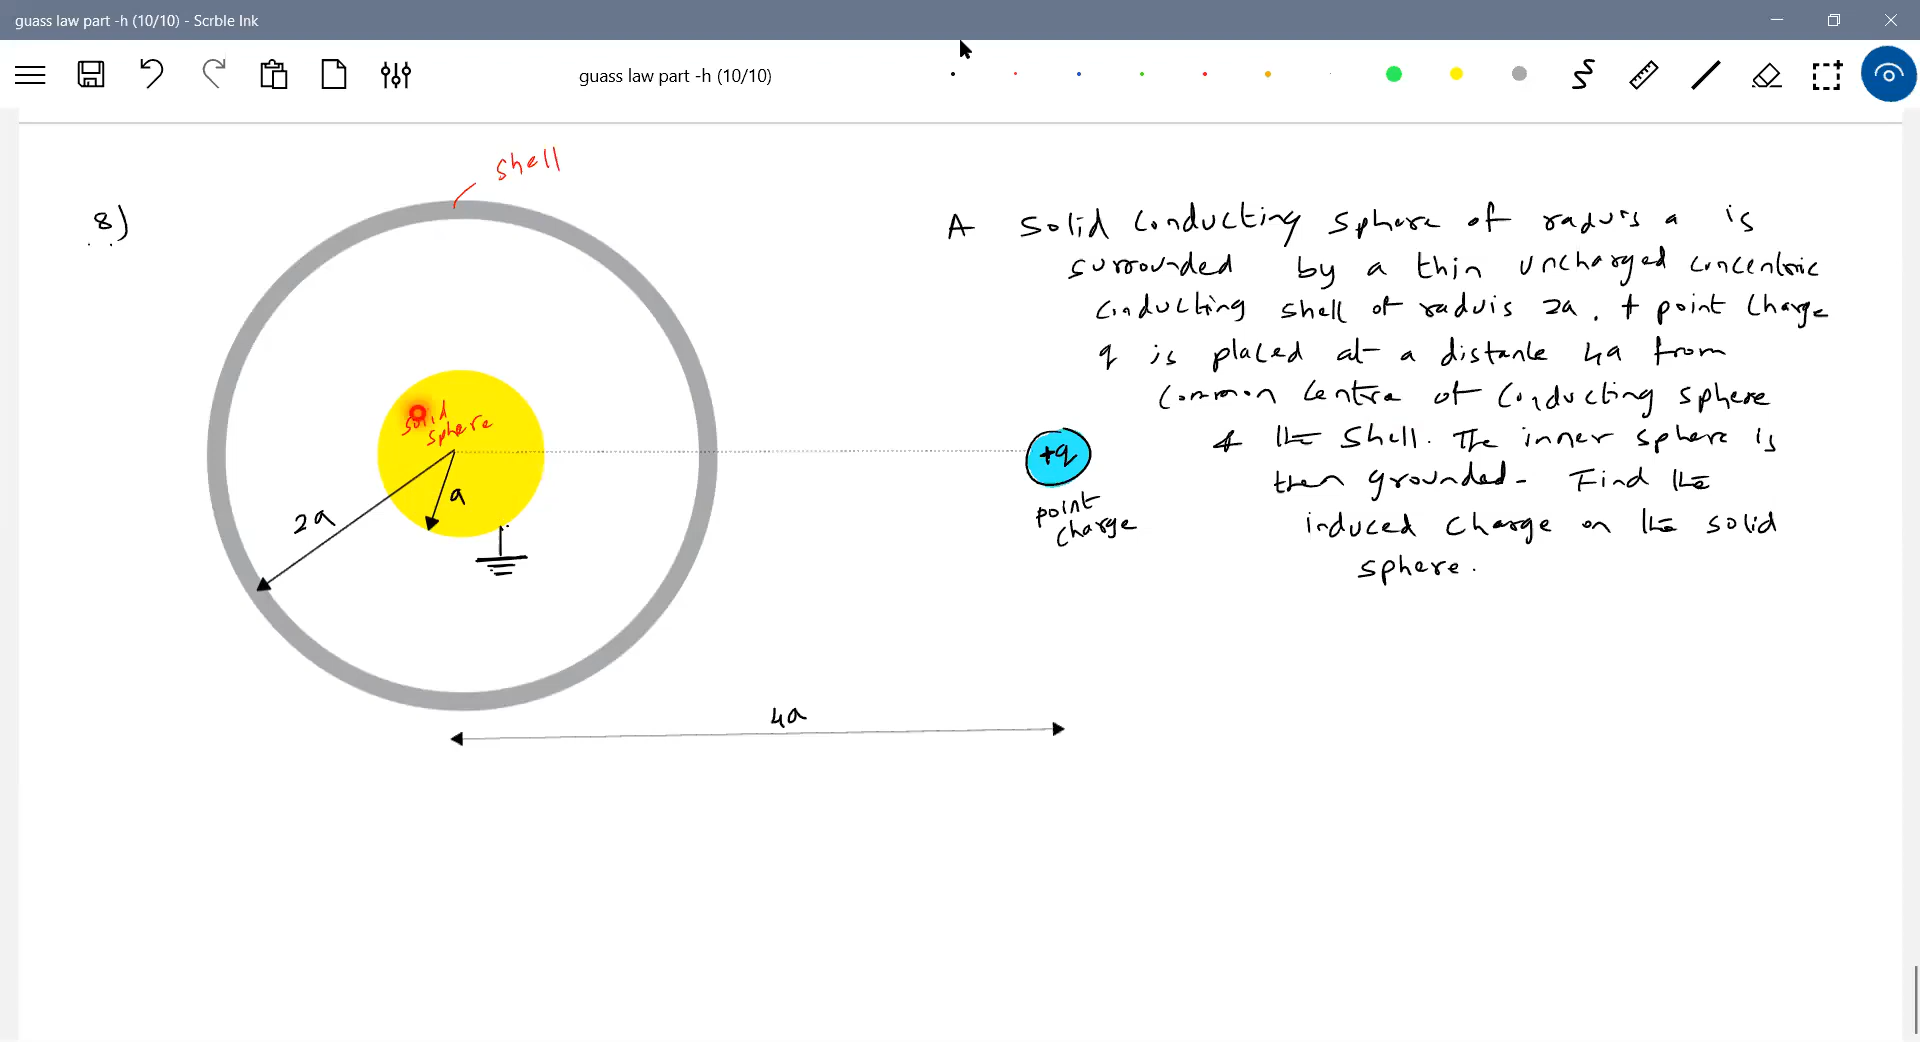 guass law part -h (10/10) - Scrble Ink
guass law part -h (10/10)
shell
8)
A solid conducting sphere of raduis a is
surrounded by a thin uncharged concentric
conducting shell of raduis 2a. A point charge
q is placed at a distance 4a from
common centre of conducting sphere
& the shell. The inner sphere is
then grounded. Find the
induced charge on the solid
sphere.
solid
sphere
a
2a
+q
point
charge
4a